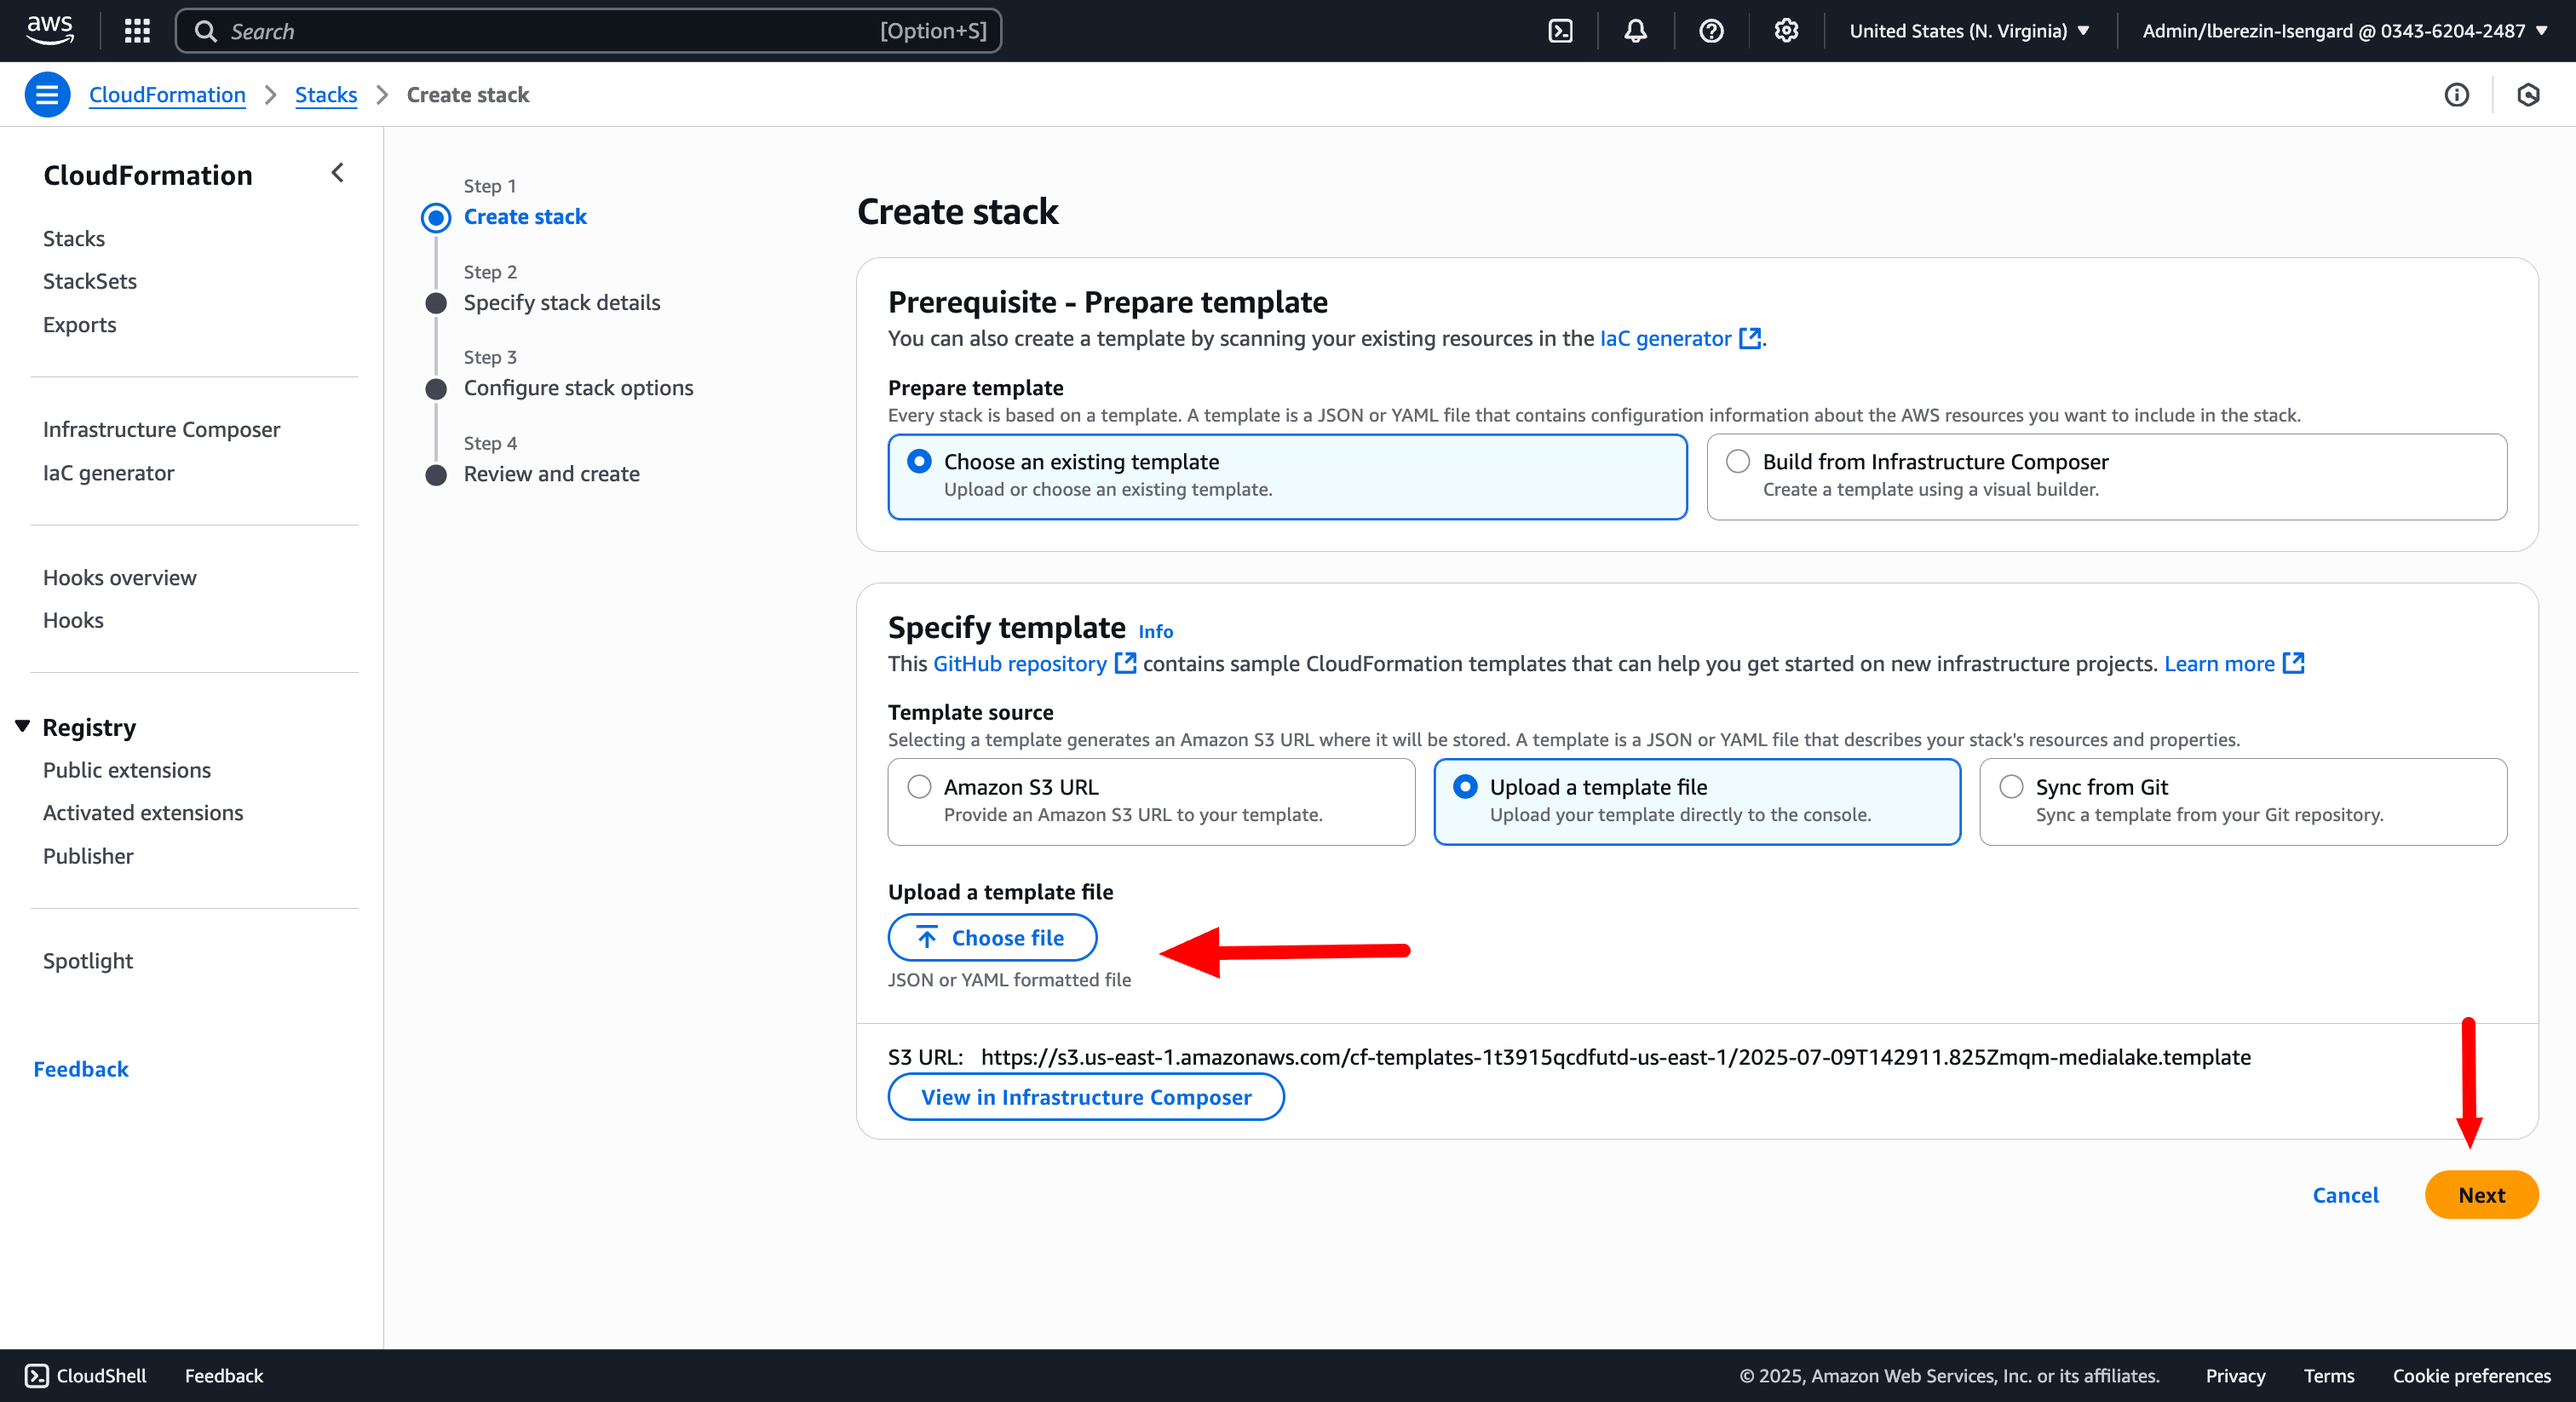 aws
Search
[Option+S]
United States (N. Virginia)
Admin/lberezin-Isengard @ 0343-6204-2487
CloudFormation
Stacks
Create stack
CloudFormation
Stacks
StackSets
Exports
Infrastructure Composer
IaC generator
Hooks overview
Hooks
Registry
Public extensions
Activated extensions
Publisher
Spotlight
Feedback
Step 1
Create stack
Step 2
Specify stack details
Step 3
Configure stack options
Step 4
Review and create
Create stack
Prerequisite - Prepare template
You can also create a template by scanning your existing resources in the IaC generator.
Prepare template
Every stack is based on a template. A template is a JSON or YAML file that contains configuration information about the AWS resources you want to include in the stack.
Choose an existing template
Upload or choose an existing template.
Build from Infrastructure Composer
Create a template using a visual builder.
Specify template Info
This GitHub repository contains sample CloudFormation templates that can help you get started on new infrastructure projects. Learn more
Template source
Selecting a template generates an Amazon S3 URL where it will be stored. A template is a JSON or YAML file that describes your stack's resources and properties.
Amazon S3 URL
Provide an Amazon S3 URL to your template.
Upload a template file
Upload your template directly to the console.
Sync from Git
Sync a template from your Git repository.
Upload a template file
Choose file
JSON or YAML formatted file
S3 URL: https://s3.us-east-1.amazonaws.com/cf-templates-1t3915qcdfutd-us-east-1/2025-07-09T142911.825Zmqm-medialake.template
View in Infrastructure Composer
Cancel
Next
CloudShell
Feedback
© 2025, Amazon Web Services, Inc. or its affiliates.
Privacy
Terms
Cookie preferences